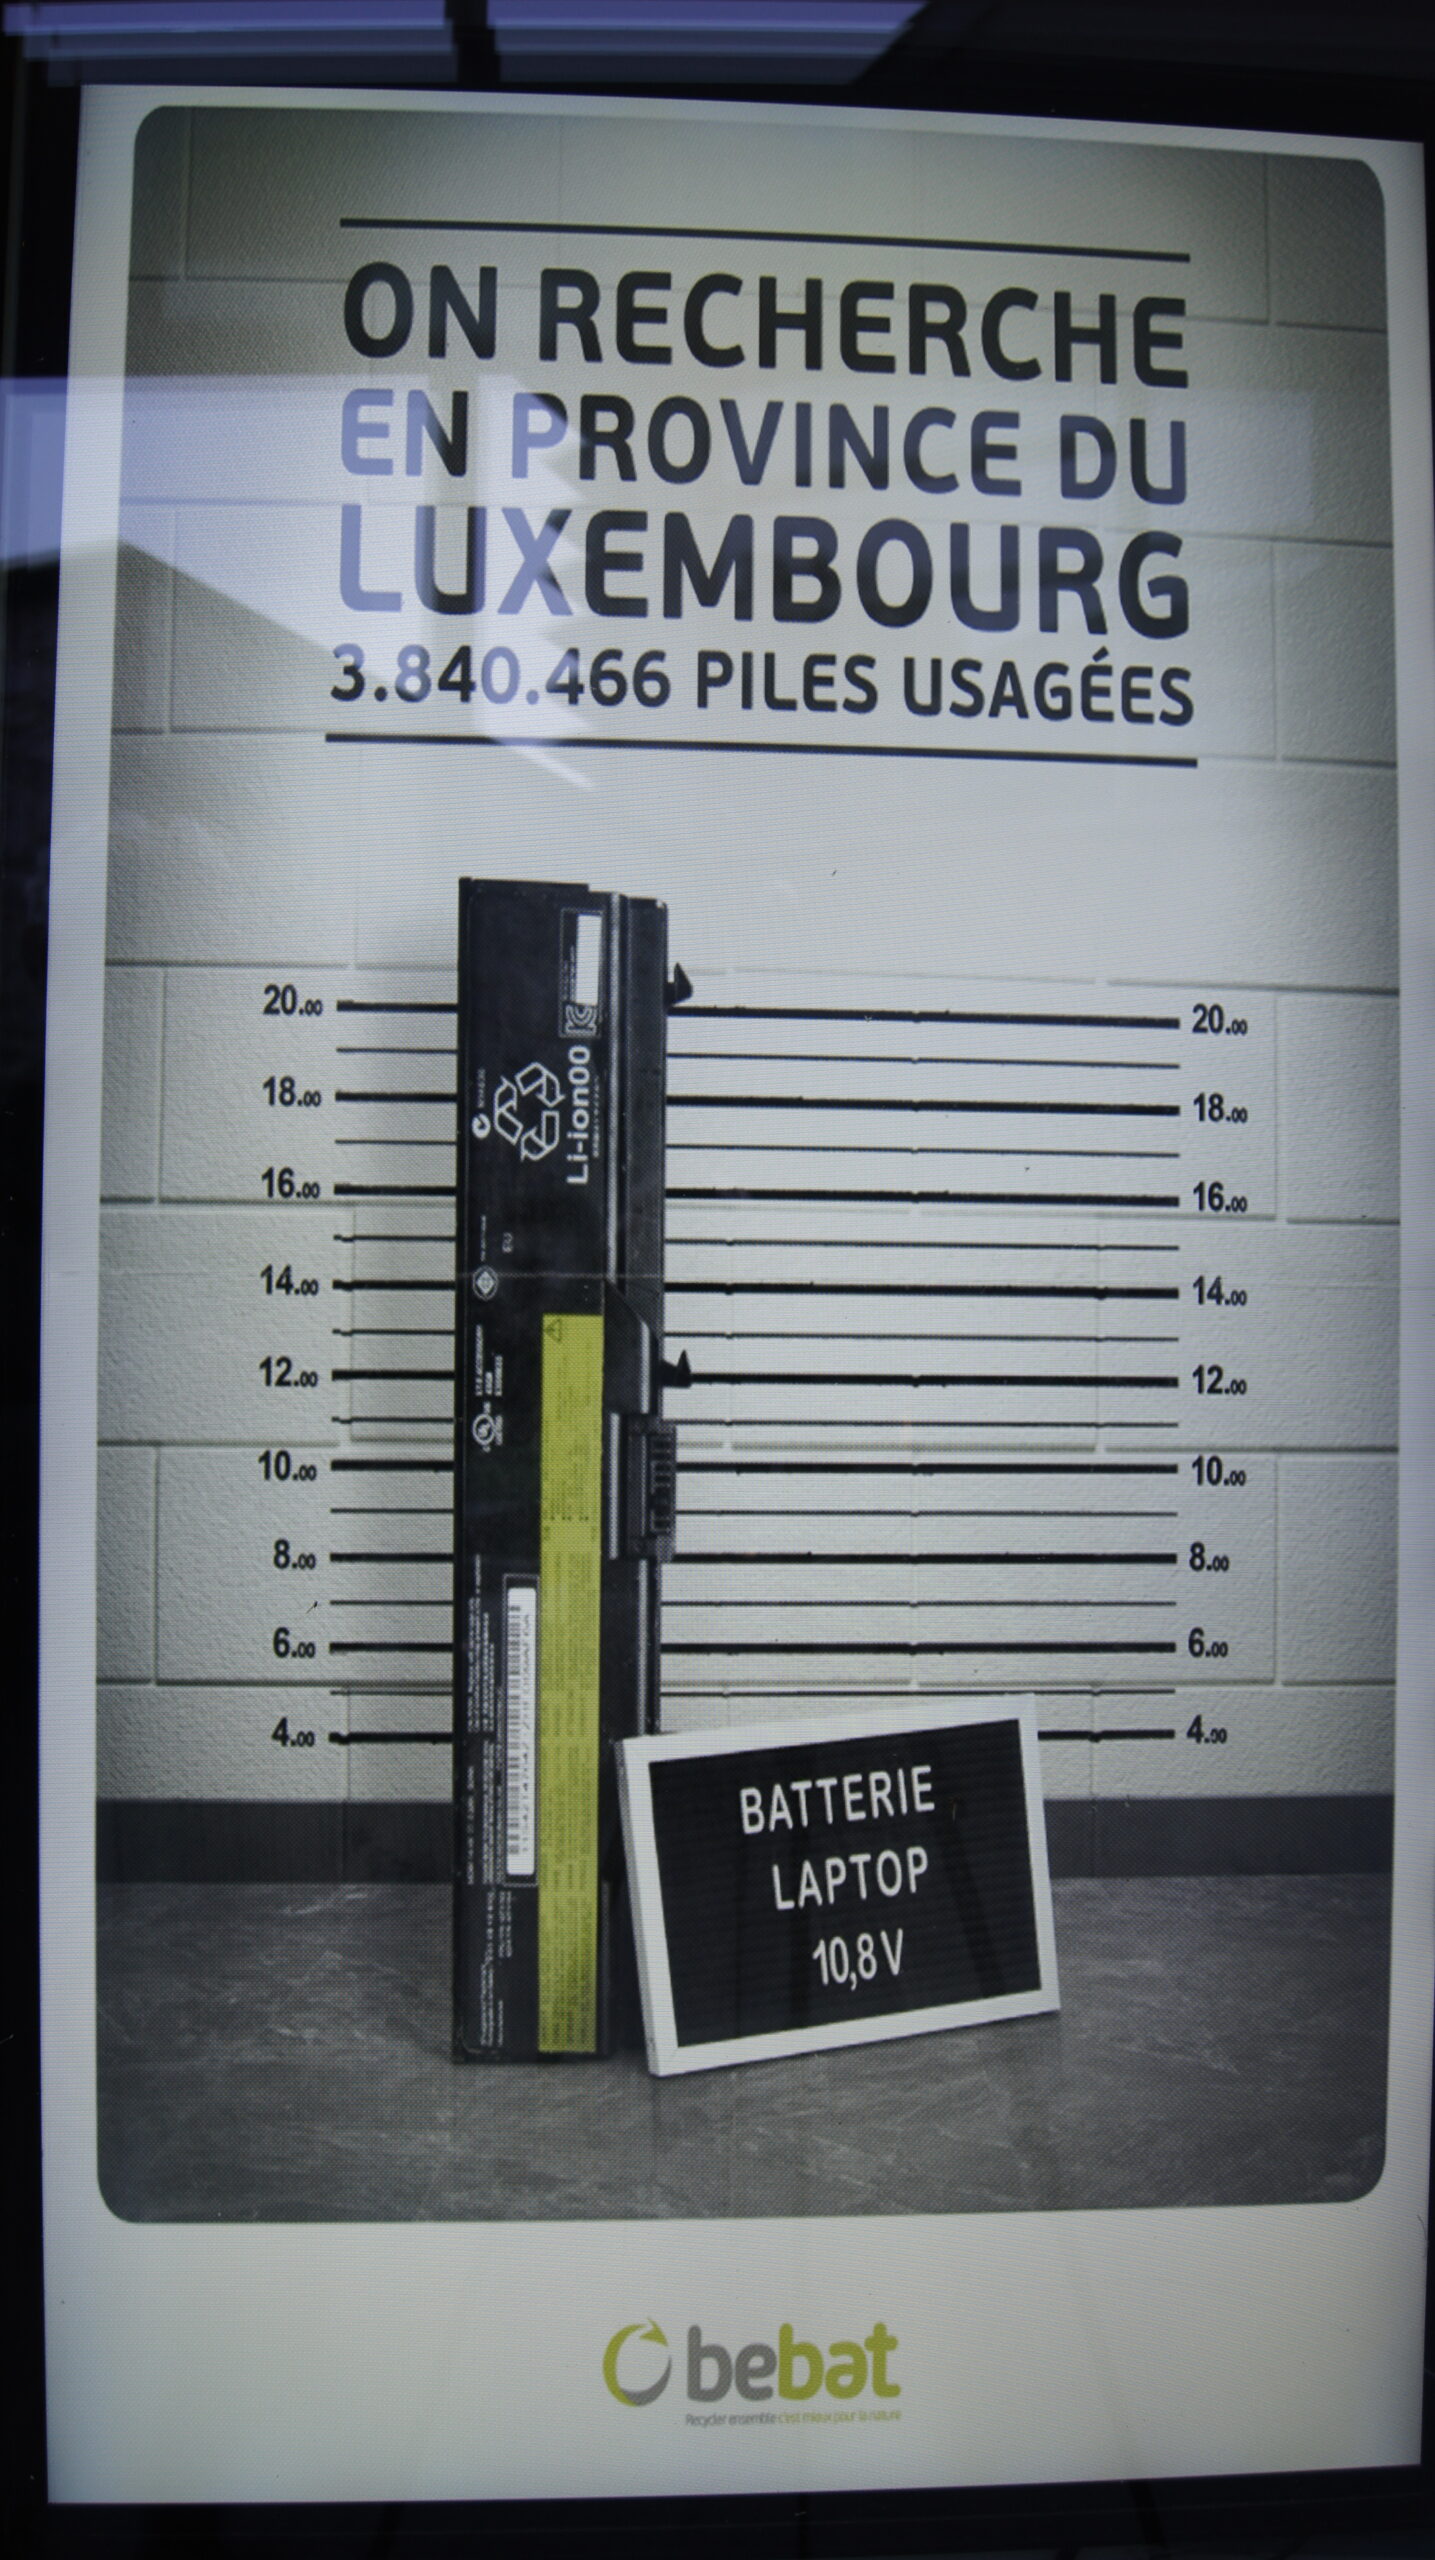 ON RECHERCHE
EN PROVINCE DU
LUXEMBOURG
3.840.466 PILES USAGÉES
20.00 20.00
18.00 18.00
16.00 16.00
14.00 14.00
12.00 12.00
10.00 10.00
8.00 8.00
6.00 6.00
4.00 4.00
Li-ion00
EU
BATTERIE
LAPTOP
10,8 V
bebat
Recycler ensemble c'est mieux pour la nature